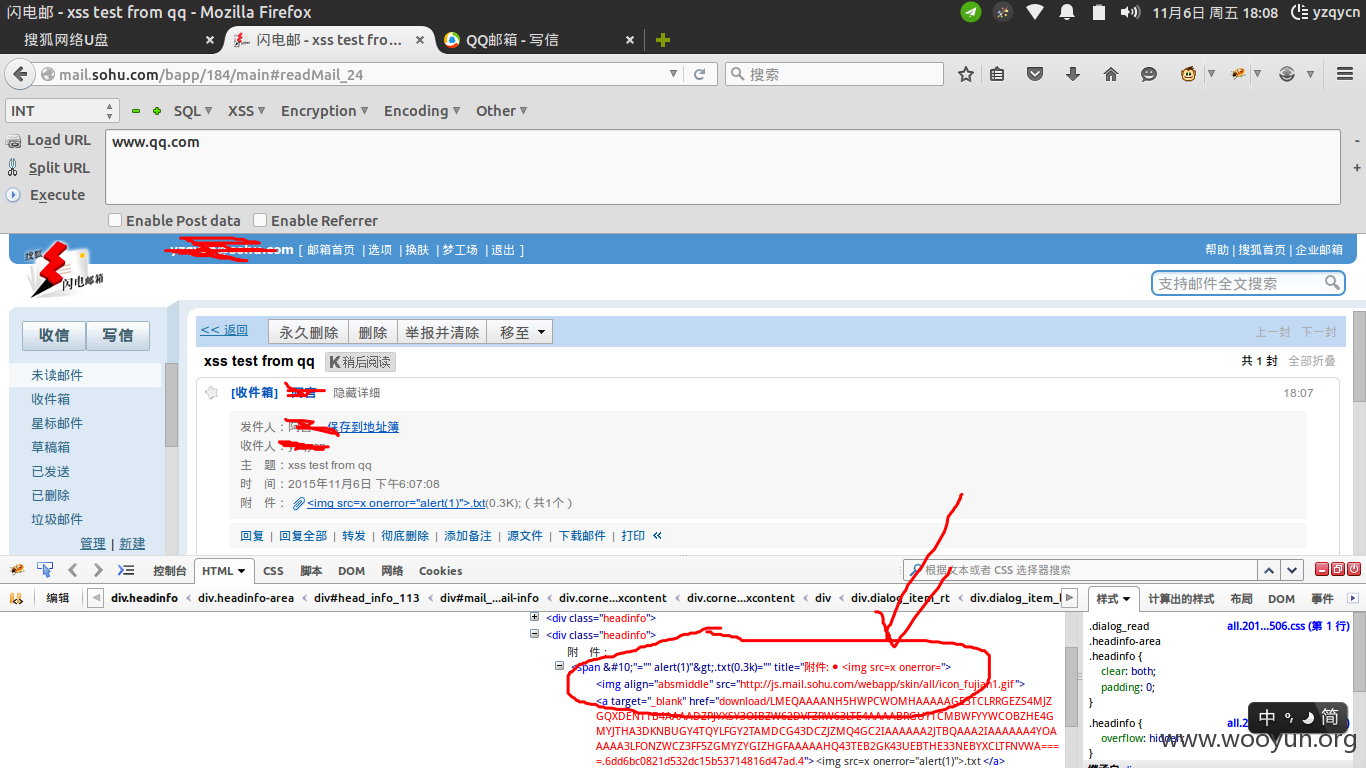 闪电邮 - xss test from qq - Mozilla Firefox
11月6日 周五 18:08 yzqycn
搜狐网络U盘 × 闪电邮 - xss test fro... × QQ邮箱 - 写信 ×
mail.sohu.com/bapp/184/main#readMail_24 搜索
INT SQL XSS Encryption Encoding Other
Load URL www.qq.com
Split URL
Execute
Enable Post data Enable Referrer
[ 邮箱首页 | 选项 | 换肤 | 梦工场 | 退出 ] 帮助 | 搜狐首页 | 企业邮箱
搜狐 闪电邮箱
支持邮件全文搜索
收信 写信
<< 返回 永久删除 删除 举报并清除 移至 上一封 下一封
xss test from qq K 稍后阅读 共 1 封 全部折叠
未读邮件
收件箱
星标邮件
草稿箱
已发送
已删除
垃圾邮件
管理 | 新建
[收件箱] 隐藏详细 18:07
发件人: 保存到地址簿
收件人:
主 题: xss test from qq
时 间: 2015年11月6日 下午6:07:08
附 件: <img src=x onerror="alert(1)">.txt(0.3K); ( 共1个 )
回复 | 回复全部 | 转发 | 彻底删除 | 添加备注 | 源文件 | 下载邮件 | 打印 «
控制台 HTML CSS 脚本 DOM 网络 Cookies 根据文本或者 CSS 选择器搜索
编辑 div.headinfo < div.headinfo-area < div#head_info_113 < div#mail_...ail-info < div.corne...xcontent < div.corne...xcontent < div < div.dialog_item_rt < div.dialog_item_
样式 计算出的样式 布局 DOM 事件
<div class="headinfo">
<div class="headinfo">
附 件:
<span &#10;"="" alert(1)"&gt;.txt(0.3k)="" title="附件: ● <img src=x onerror=">
<img align="absmiddle" src="http://js.mail.sohu.com/webapp/skin/all/icon_fujian1.gif">
<a target="_blank" href="download/
=.6dd6bc0821d532dc15b53714816d47ad.4"> <img src=x onerror="alert(1)">.txt </a>
.dialog_read all.201...506.css (第 1 行)
.headinfo-area
.headinfo {
clear: both;
padding: 0;
}
.headinfo {
overflow: hidden
}
中 简
www.wooyun.org